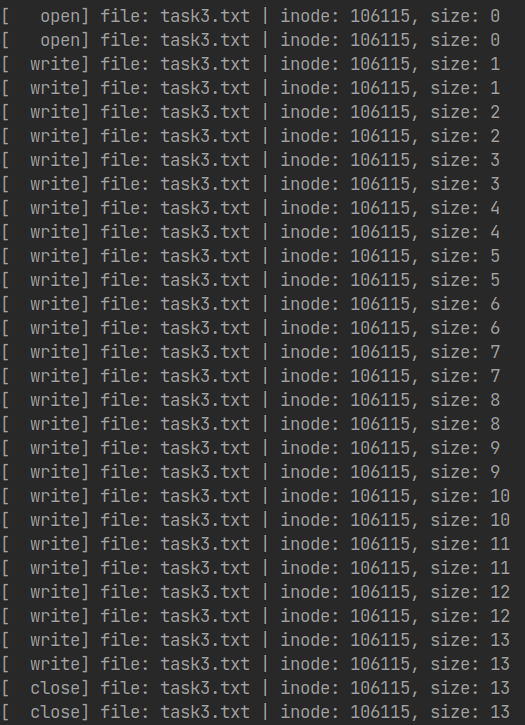 [   open] file: task3.txt | inode: 106115, size: 0
[   open] file: task3.txt | inode: 106115, size: 0
[  write] file: task3.txt | inode: 106115, size: 1
[  write] file: task3.txt | inode: 106115, size: 1
[  write] file: task3.txt | inode: 106115, size: 2
[  write] file: task3.txt | inode: 106115, size: 2
[  write] file: task3.txt | inode: 106115, size: 3
[  write] file: task3.txt | inode: 106115, size: 3
[  write] file: task3.txt | inode: 106115, size: 4
[  write] file: task3.txt | inode: 106115, size: 4
[  write] file: task3.txt | inode: 106115, size: 5
[  write] file: task3.txt | inode: 106115, size: 5
[  write] file: task3.txt | inode: 106115, size: 6
[  write] file: task3.txt | inode: 106115, size: 6
[  write] file: task3.txt | inode: 106115, size: 7
[  write] file: task3.txt | inode: 106115, size: 7
[  write] file: task3.txt | inode: 106115, size: 8
[  write] file: task3.txt | inode: 106115, size: 8
[  write] file: task3.txt | inode: 106115, size: 9
[  write] file: task3.txt | inode: 106115, size: 9
[  write] file: task3.txt | inode: 106115, size: 10
[  write] file: task3.txt | inode: 106115, size: 10
[  write] file: task3.txt | inode: 106115, size: 11
[  write] file: task3.txt | inode: 106115, size: 11
[  write] file: task3.txt | inode: 106115, size: 12
[  write] file: task3.txt | inode: 106115, size: 12
[  write] file: task3.txt | inode: 106115, size: 13
[  write] file: task3.txt | inode: 106115, size: 13
[  close] file: task3.txt | inode: 106115, size: 13
[  close] file: task3.txt | inode: 106115, size: 13